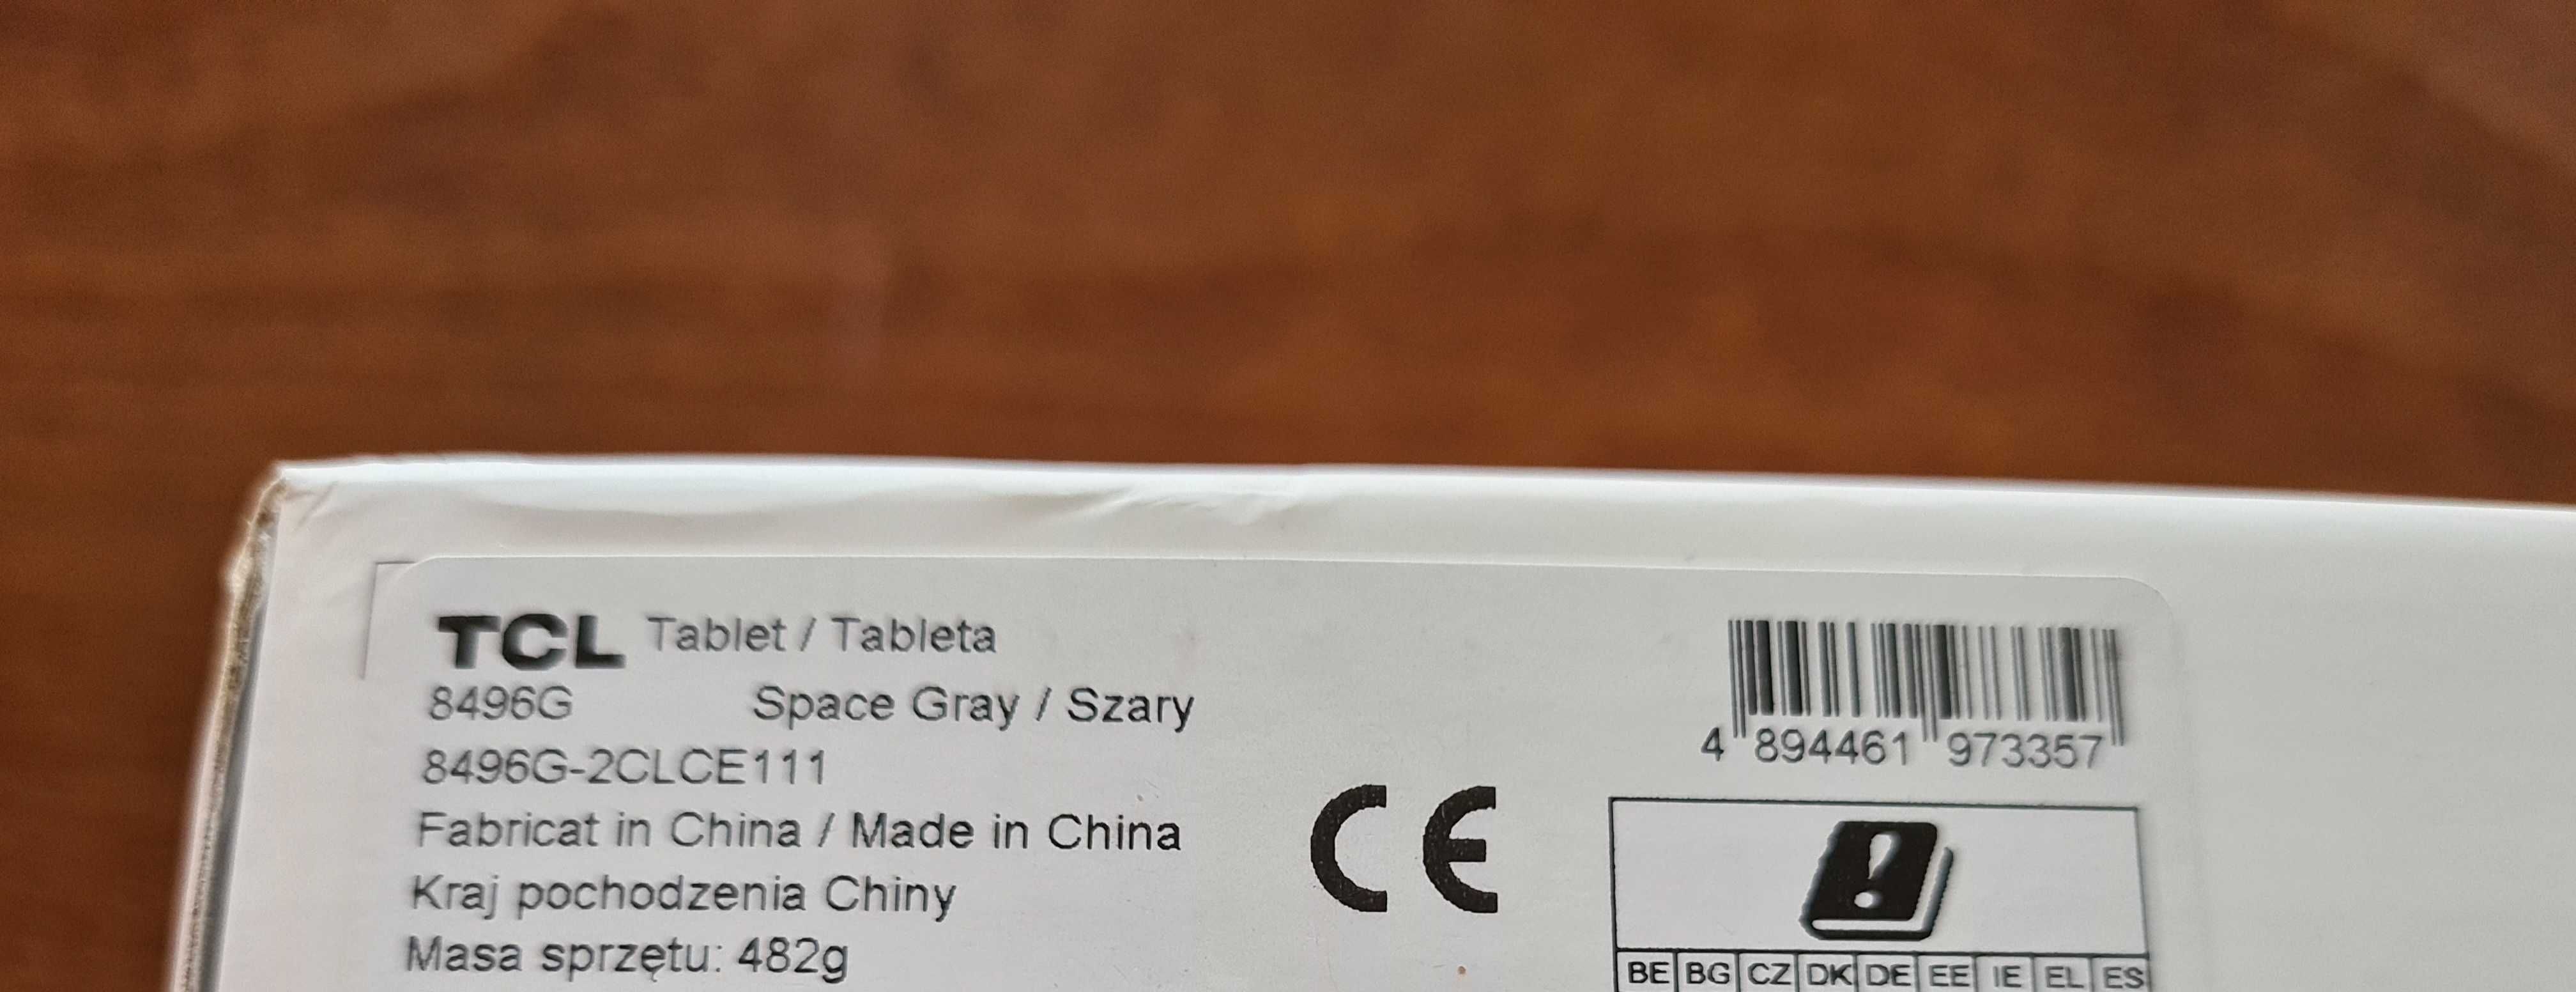 TCL Tablet / Tableta
8496G Space Gray / Szary
8496G-2CLCE111
Fabricat in China / Made in China
Kraj pochodzenia Chiny
Masa sprzętu: 482g
4 894461 973357
CE
!
BE BG CZ DK DE EE IE EL ES